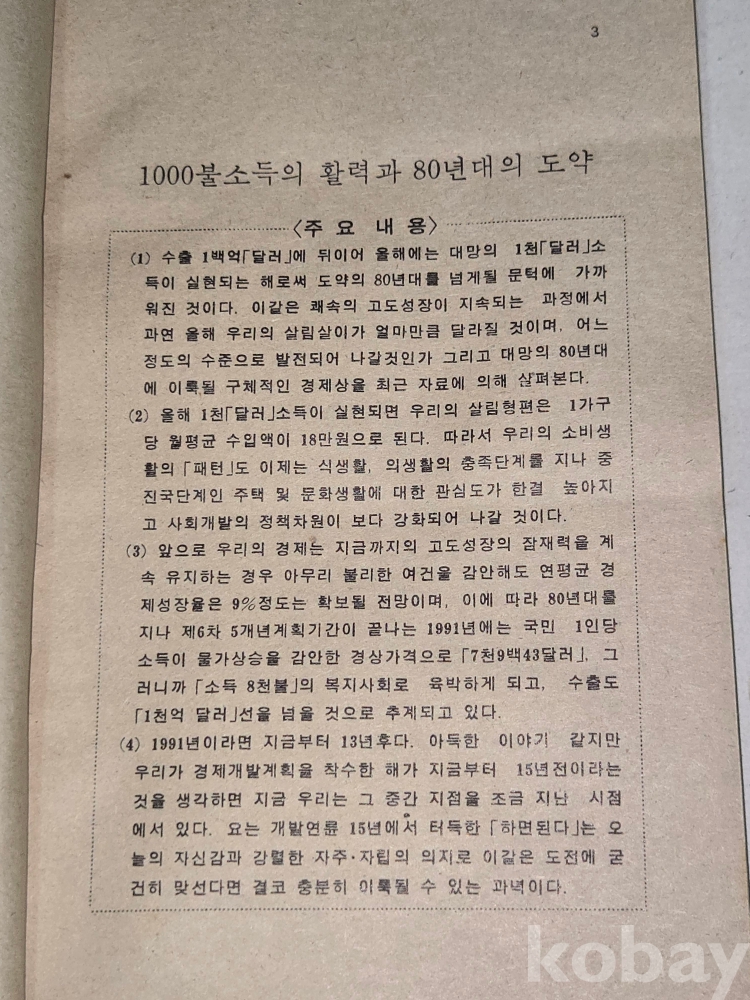 3
1000불소득의 활력과 80년대의 도약
〈주요 내용〉
(1) 수출 1백억「달러」에 뒤이어 올해에는 대망의 1천「달러」소
득이 실현되는 해로써 도약의 80년대를 넘게될 문턱에 가까
워진 것이다. 이같은 쾌속의 고도성장이 지속되는 과정에서
과연 올해 우리의 살림살이가 얼마만큼 달라질 것이며, 어느
정도의 수준으로 발전되어 나갈것인가 그리고 대망의 80년대
에 이룩될 구체적인 경제상을 최근 자료에 의해 살펴본다.
(2) 올해 1천「달러」소득이 실현되면 우리의 살림형편은 1가구
당 월평균 수입액이 18만원으로 된다. 따라서 우리의 소비생
활의 「패턴」도 이제는 식생활, 의생활의 충족단계를 지나 중
진국단계인 주택 및 문화생활에 대한 관심도가 한결 높아지
고 사회개발의 정책차원이 보다 강화되어 나갈 것이다.
(3) 앞으로 우리의 경제는 지금까지의 고도성장의 잠재력을 계
속 유지하는 경우 아무리 불리한 여건을 감안해도 연평균 경
제성장율은 9%정도는 확보될 전망이며, 이에 따라 80년대를
지나 제6차 5개년계획기간이 끝나는 1991년에는 국민 1인당
소득이 물가상승을 감안한 경상가격으로 「7천9백43달러」, 그
러니까 「소득 8천불」의 복지사회로 육박하게 되고, 수출도
「1천억 달러」선을 넘을 것으로 추계되고 있다.
(4) 1991년이라면 지금부터 13년후다. 아득한 이야기 같지만
우리가 경제개발계획을 착수한 해가 지금부터 15년전이라는
것을 생각하면 지금 우리는 그 중간 지점을 조금 지난 시점
에서 있다. 요는 개발연륜 15년에서 터득한 「하면된다」는 오
늘의 자신감과 강렬한 자주·자립의 의지로 이같은 도전에 굳
건히 맞선다면 결코 충분히 이룩될 수 있는 과녁이다.
kobay